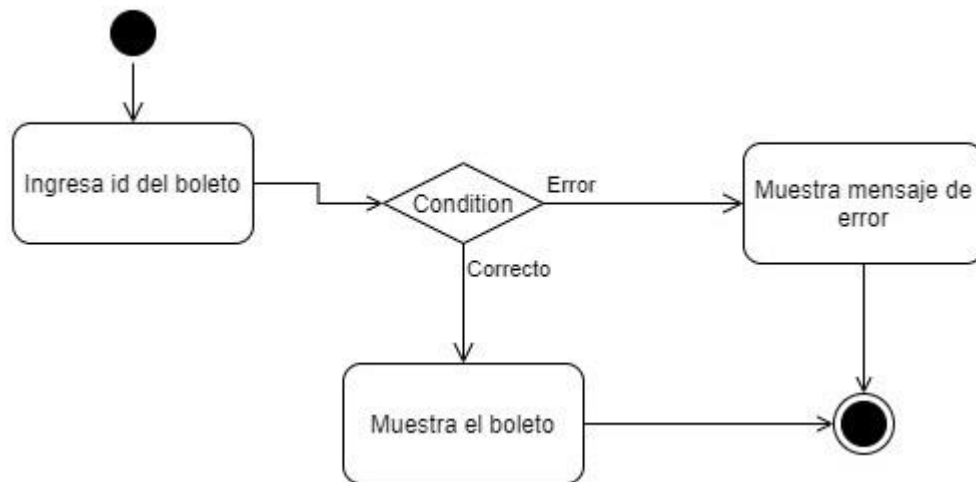 Ingresa id del boleto
Condition
Error
Muestra mensaje de
error
Correcto
Muestra el boleto